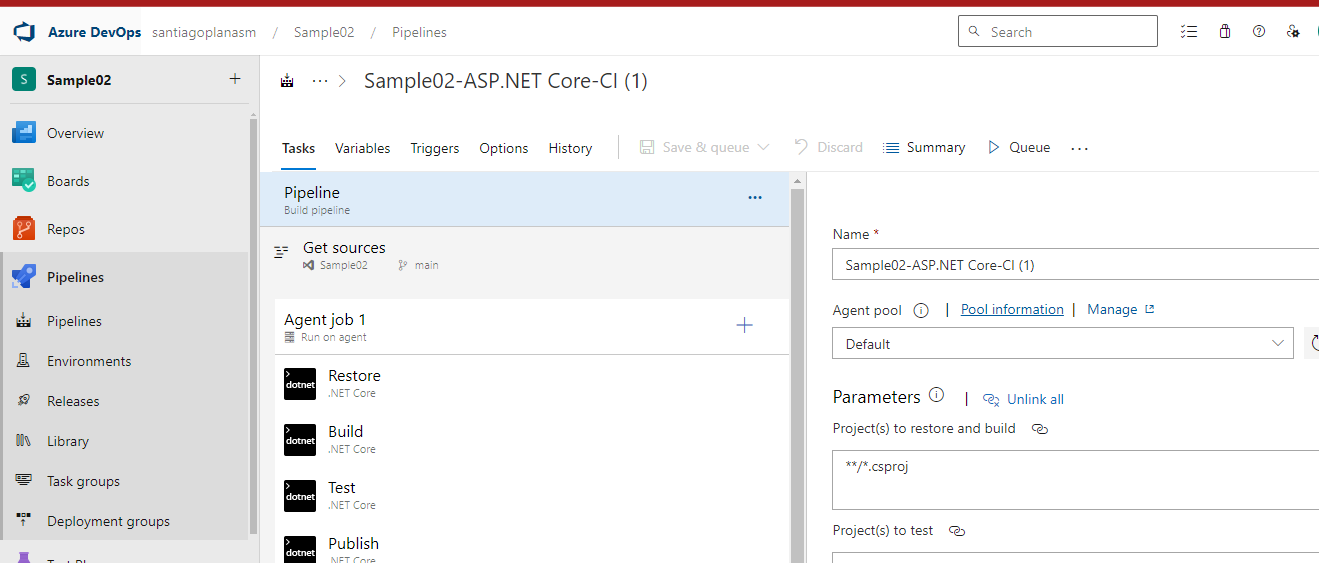 Azure DevOps santiagoplanasm / Sample02 / Pipelines Search
S Sample02 +
Overview
Boards
Repos
Pipelines
Pipelines
Environments
Releases
Library
Task groups
Deployment groups
... > Sample02-ASP.NET Core-CI (1)
Tasks Variables Triggers Options History Save & queue Discard Summary Queue ...
Pipeline ...
Build pipeline
Get sources
Sample02 main
Agent job 1 +
Run on agent
>
dotnet
Restore
.NET Core
>
dotnet
Build
.NET Core
>
dotnet
Test
.NET Core
>
dotnet
Publish
.NET Core
Name *
Sample02-ASP.NET Core-CI (1)
Agent pool | Pool information | Manage
Default
Parameters | Unlink all
Project(s) to restore and build
**/*.csproj
Project(s) to test